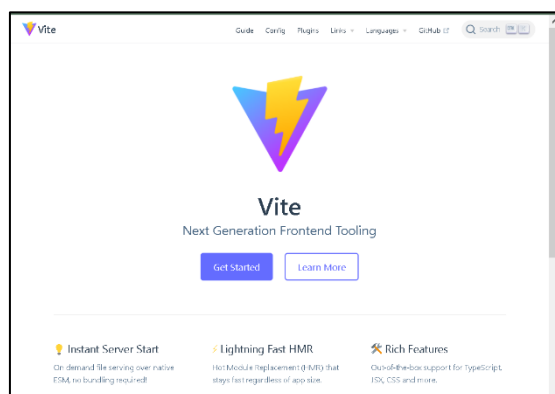 Vite
Guide Config Plugins Links Languages GitHub Search
Vite
Next Generation Frontend Tooling
Get Started Learn More
💡 Instant Server Start
On demand file serving over native
ESM, no bundling required!
⚡ Lightning Fast HMR
Hot Module Replacement (HMR) that
stays fast regardless of app size.
🛠️ Rich Features
Out-of-the-box support for TypeScript,
JSX, CSS and more.